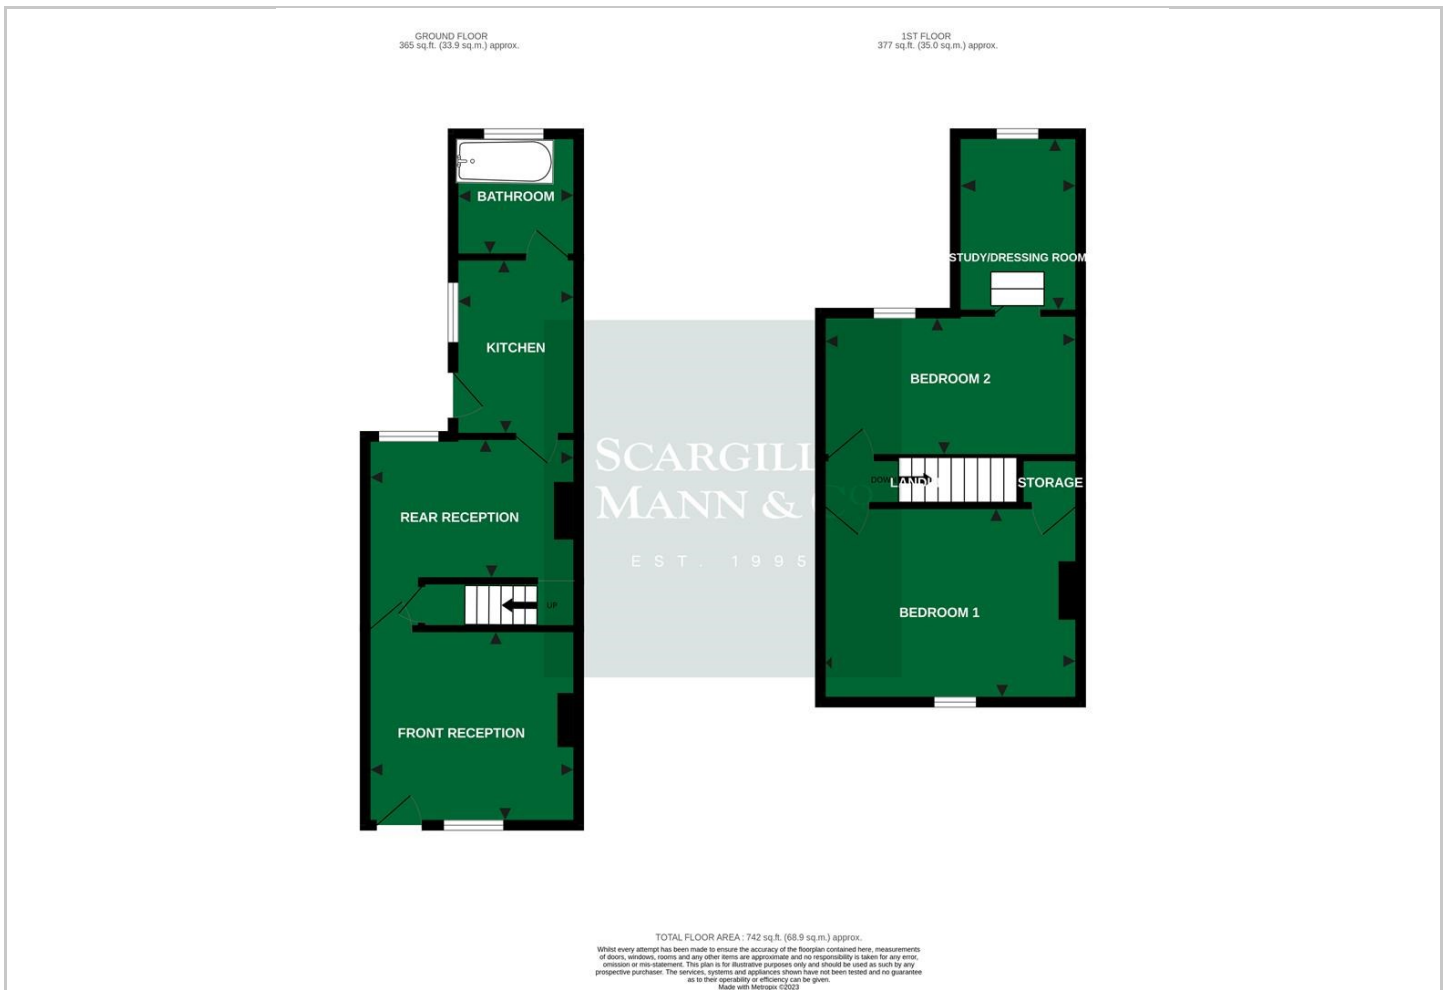 GROUND FLOOR
365 sq.ft. (33.9 sq.m.) approx.
1ST FLOOR
377 sq.ft. (35.0 sq.m.) approx.
BATHROOM
KITCHEN
REAR RECEPTION
UP
FRONT RECEPTION
STUDY/DRESSING ROOM
BEDROOM 2
DOWN
STORAGE
BEDROOM 1
SCARGILL
MANN & CO
EST. 1995
TOTAL FLOOR AREA : 742 sq.ft. (68.9 sq.m.) approx.
Whilst every attempt has been made to ensure the accuracy of the floorplan contained here, measurements
of doors, windows, rooms and any other items are approximate and no responsibility is taken for any error,
omission or mis-statement. This plan is for illustrative purposes only and should be used as such by any
prospective purchaser. The services, systems and appliances shown have not been tested and no guarantee
as to their operability or efficiency can be given.
Made with Metropix ©2023